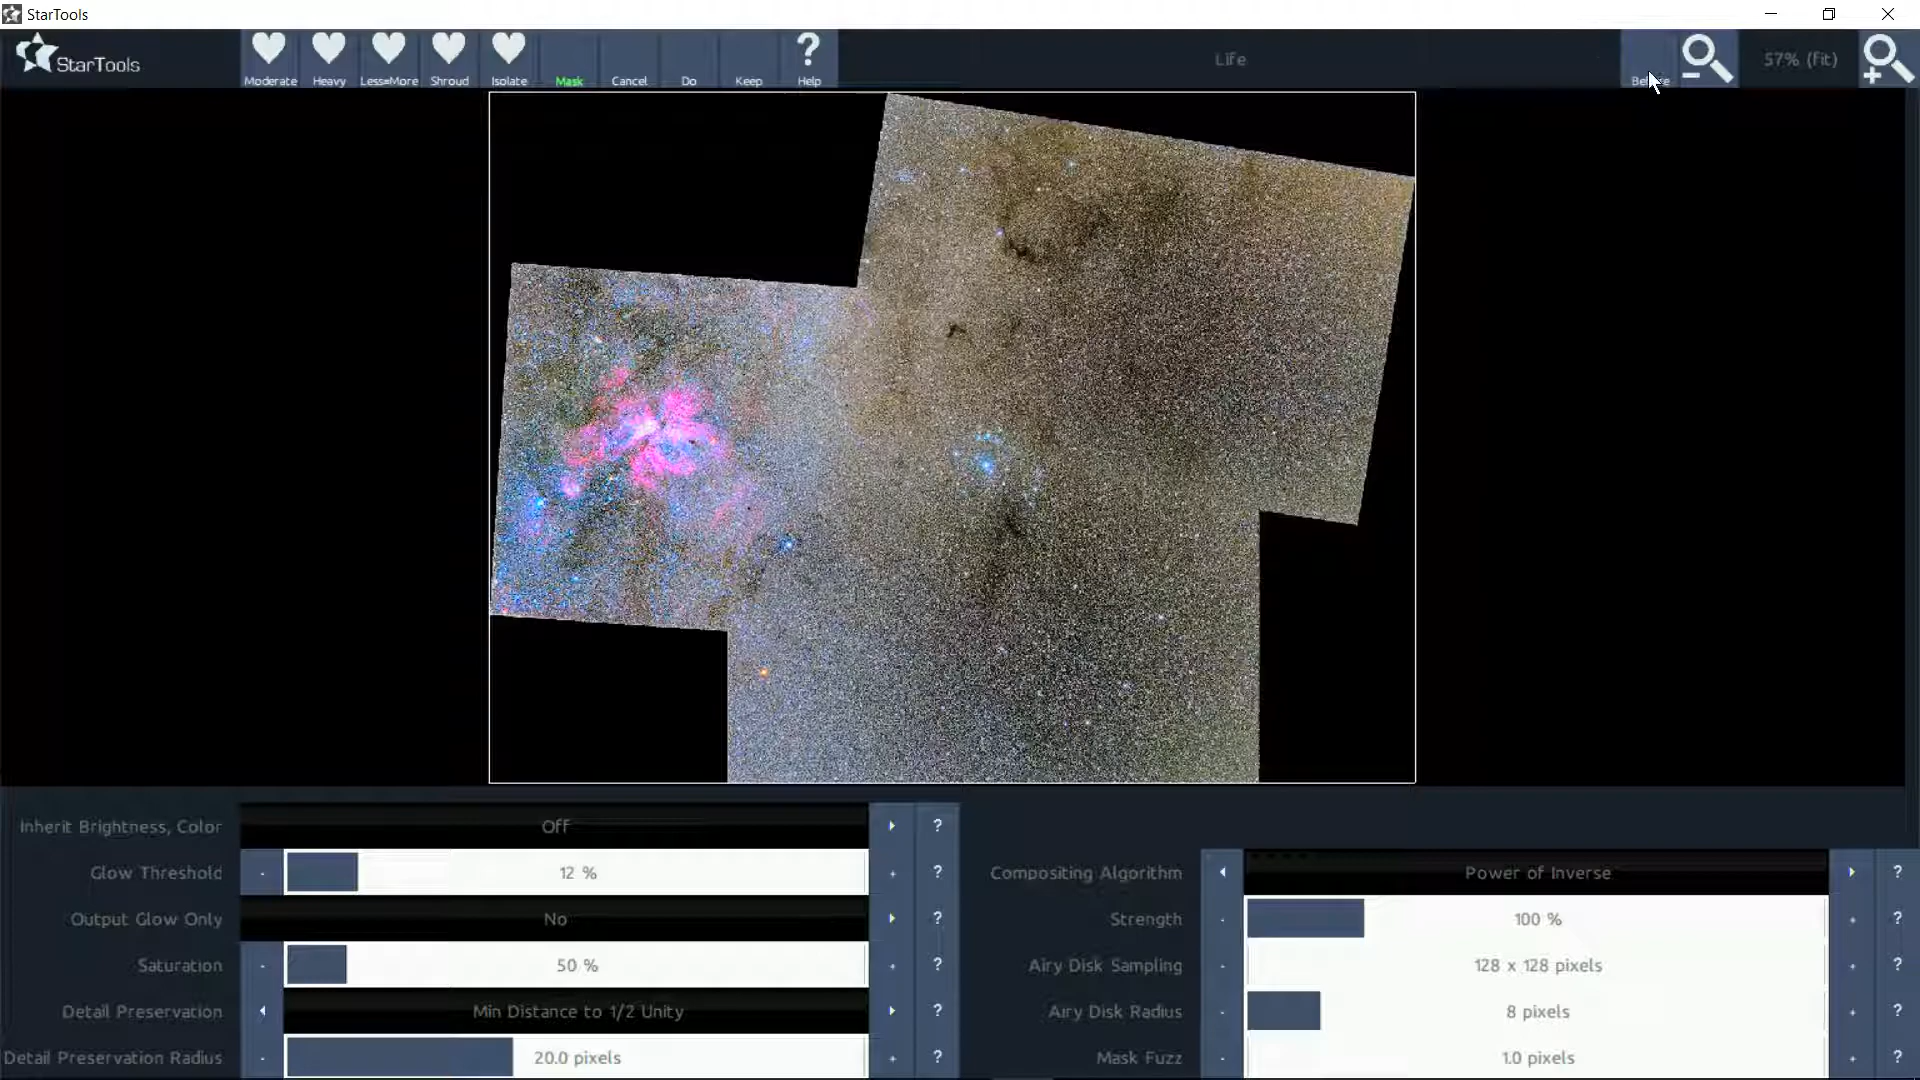 StarTools
StarTools
Moderate Heavy Less=More Shroud Isolate Mask Cancel Do Keep Help
Life
57% (fit)
Inherit Brightness, Color Off ?
Glow Threshold - 12 % + ?
Compositing Algorithm Power of Inverse ?
Output Glow Only No ?
Strength - 100 % + ?
Saturation - 50 % + ?
Airy Disk Sampling - 128 x 128 pixels + ?
Detail Preservation Min Distance to 1/2 Unity ?
Airy Disk Radius - 8 pixels + ?
Detail Preservation Radius - 20.0 pixels + ?
Mask Fuzz - 1.0 pixels + ?